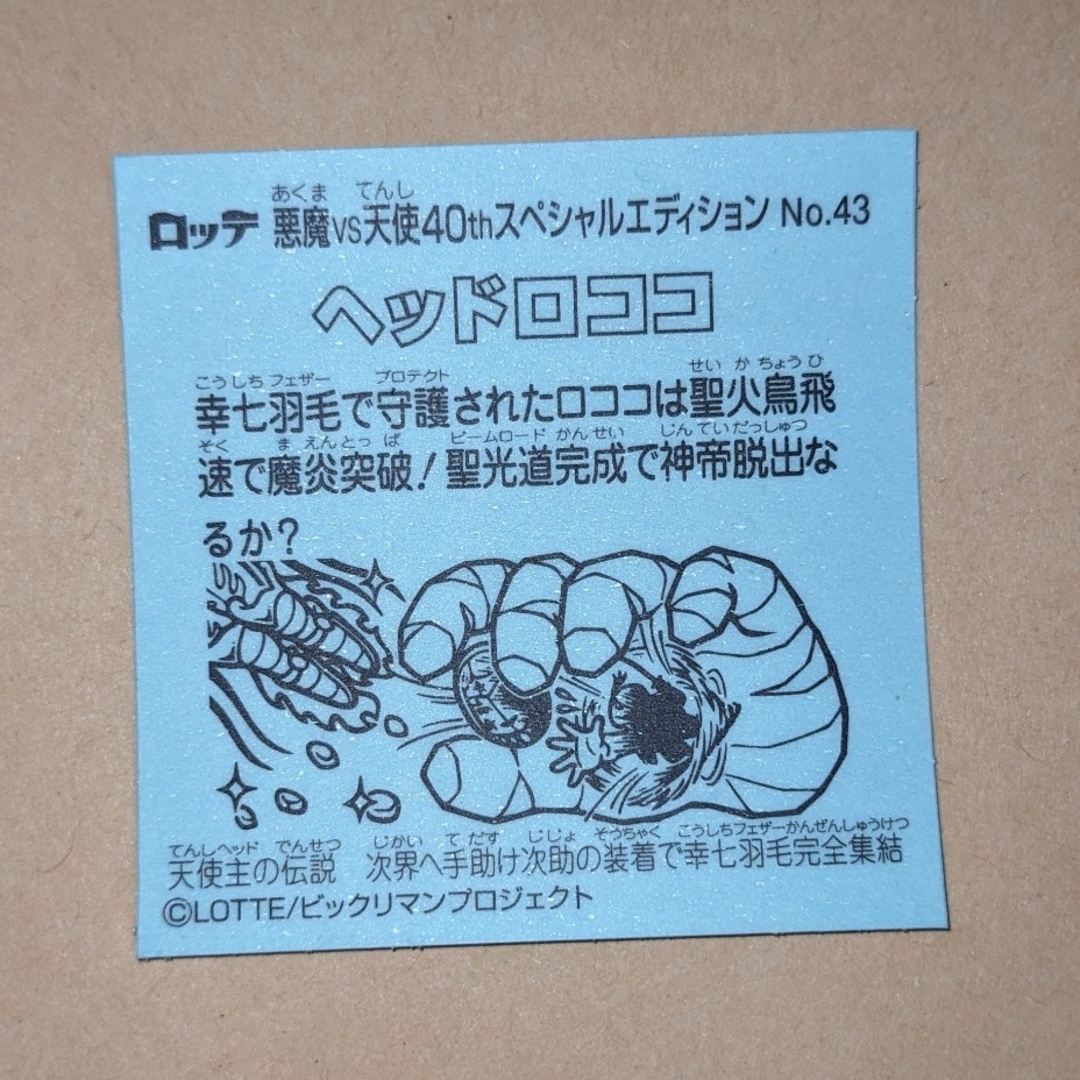 ロッテ 悪魔VS天使40thスペシャルエディション No.43
あくま てんし
ヘッドロココ
こうしちフェザー プロテクト せいかちょうひ
幸七羽毛で守護されたロココは聖火鳥飛
そく まえんとっぱ ビームロード かんせい じんていだっしゅつ
速で魔炎突破！聖光道完成で神帝脱出な
るか？
てんしヘッド でんせつ じかい てだす じじょ そうちゃく こうしちフェザーかんぜんしゅうけつ
天使主の伝説 次界へ手助け次助の装着で幸七羽毛完全集結
©LOTTE/ビックリマンプロジェクト